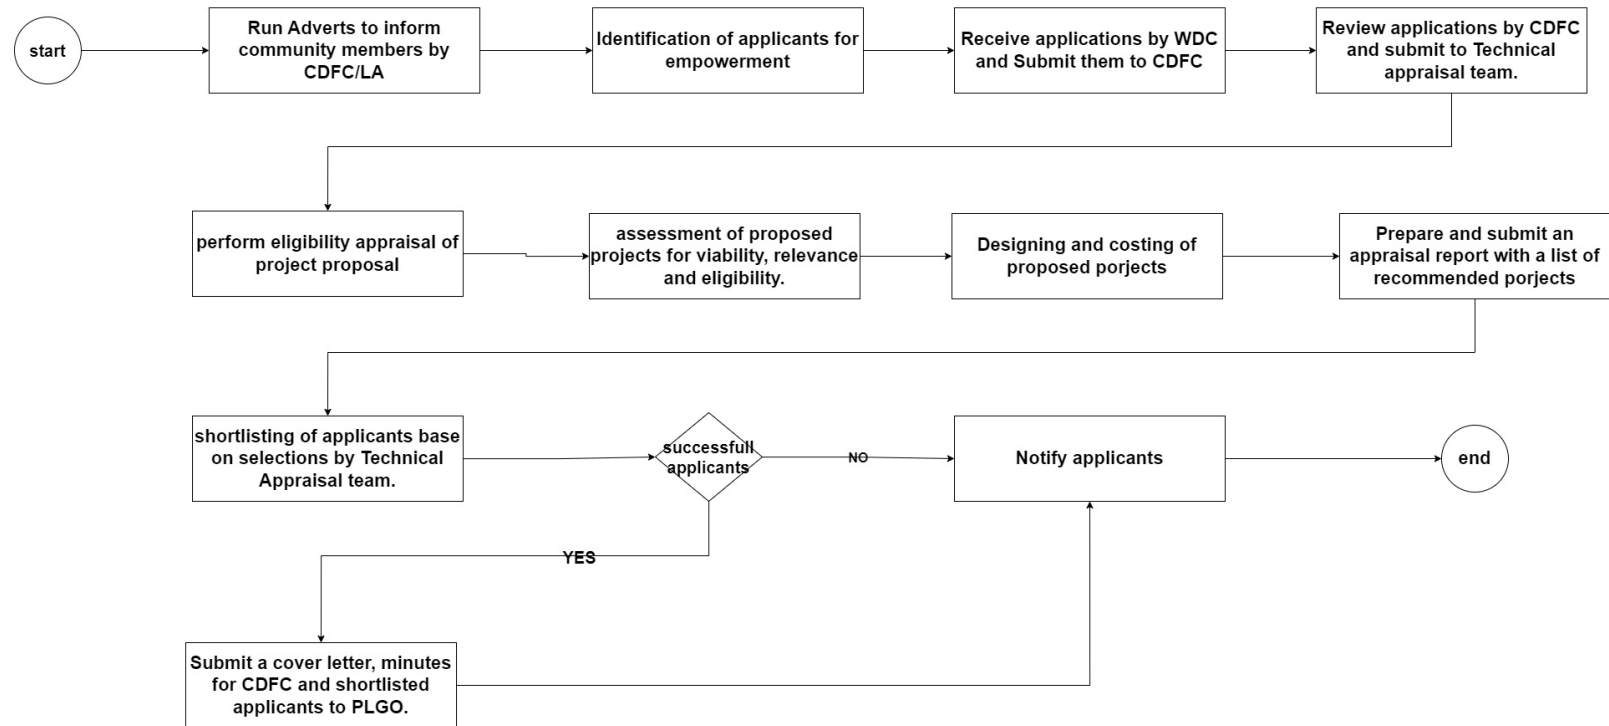 start
Run Adverts to inform
community members by
CDFC/LA
Identification of applicants for
empowerment
Receive applications by WDC
and Submit them to CDFC
Review applications by CDFC
and submit to Technical
appraisal team.
perform eligibility appraisal of
project proposal
assessment of proposed
projects for viability, relevance
and eligibility.
Designing and costing of
proposed porjects
Prepare and submit an
appraisal report with a list of
recommended porjects
shortlisting of applicants base
on selections by Technical
Appraisal team.
successfull
applicants
NO
Notify applicants
end
YES
Submit a cover letter, minutes
for CDFC and shortlisted
applicants to PLGO.